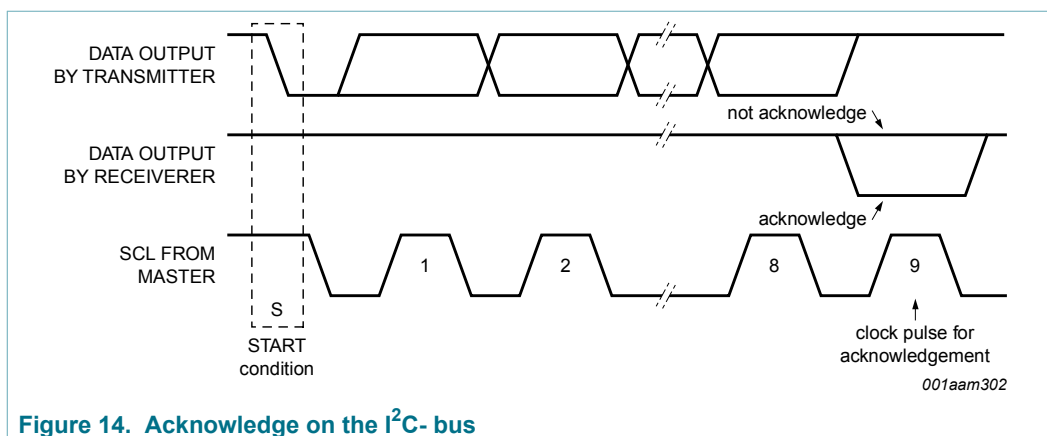 DATA OUTPUT
BY TRANSMITTER
not acknowledge
DATA OUTPUT
BY RECEIVERER
acknowledge
SCL FROM
MASTER
1
2
8
9
S
START
condition
clock pulse for
acknowledgement
001aam302
Figure 14. Acknowledge on the I²C- bus